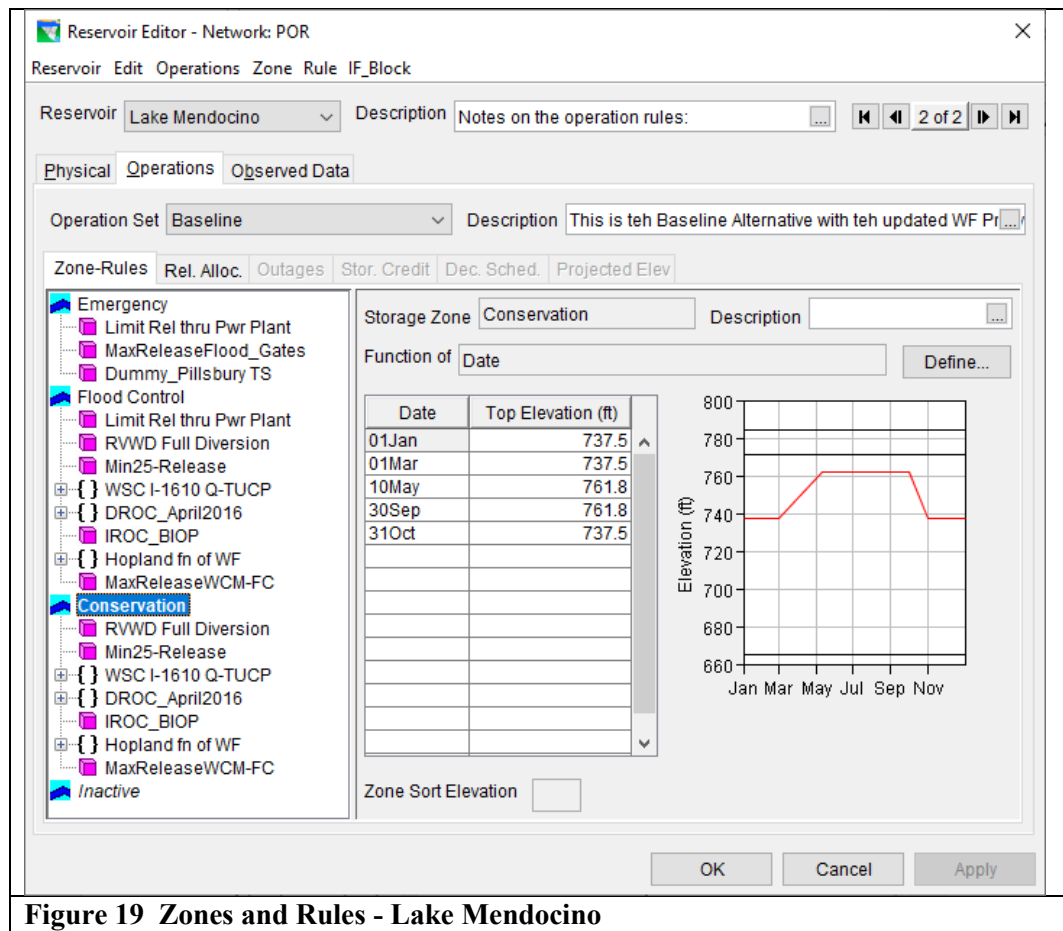 Reservoir Editor - Network: POR
Reservoir Edit Operations Zone Rule IF_Block
Reservoir Lake Mendocino Description Notes on the operation rules: ... 2 of 2
Physical Operations Observed Data
Operation Set Baseline Description This is teh Baseline Alternative with teh updated WF Pr ...
Zone-Rules Rel. Alloc. Outages Stor. Credit Dec. Sched. Projected Elev
Emergency
Limit Rel thru Pwr Plant
MaxReleaseFlood_Gates
Dummy_Pillsbury TS
Flood Control
Limit Rel thru Pwr Plant
RVWD Full Diversion
Min25-Release
{ } WSC I-1610 Q-TUCP
{ } DROC_April2016
IROC_BIOP
{ } Hopland fn of WF
MaxReleaseWCM-FC
Conservation
RVWD Full Diversion
Min25-Release
{ } WSC I-1610 Q-TUCP
{ } DROC_April2016
IROC_BIOP
{ } Hopland fn of WF
MaxReleaseWCM-FC
Inactive
Storage Zone Conservation Description ...
Function of Date Define...
Date Top Elevation (ft)
01Jan 737.5
01Mar 737.5
10May 761.8
30Sep 761.8
31Oct 737.5
Elevation (ft)
800
780
760
740
720
700
680
660
Jan Mar May Jul Sep Nov
Zone Sort Elevation
OK Cancel Apply
Figure 19 Zones and Rules - Lake Mendocino